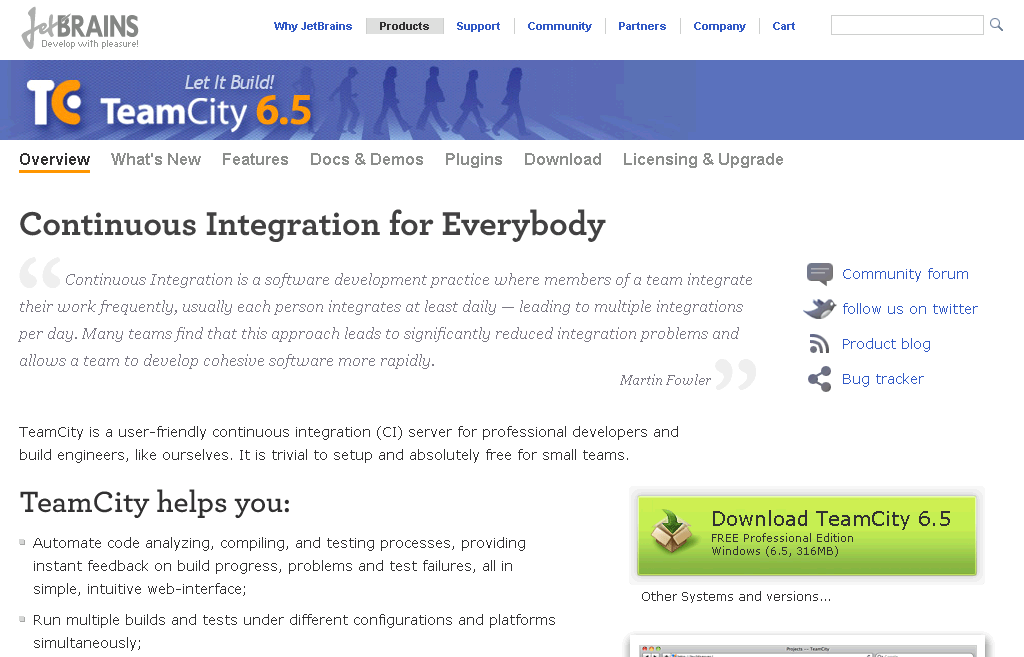 JetBRAINS
Develop with pleasure!
Why JetBrains Products Support Community Partners Company Cart
TC
Let It Build!
TeamCity 6.5
Overview What's New Features Docs & Demos Plugins Download Licensing & Upgrade
Continuous Integration for Everybody
“ Continuous Integration is a software development practice where members of a team integrate
their work frequently, usually each person integrates at least daily — leading to multiple integrations
per day. Many teams find that this approach leads to significantly reduced integration problems and
allows a team to develop cohesive software more rapidly.
Martin Fowler ”
Community forum
follow us on twitter
Product blog
Bug tracker
TeamCity is a user-friendly continuous integration (CI) server for professional developers and
build engineers, like ourselves. It is trivial to setup and absolutely free for small teams.
TeamCity helps you:
Automate code analyzing, compiling, and testing processes, providing
instant feedback on build progress, problems and test failures, all in
simple, intuitive web-interface;
Run multiple builds and tests under different configurations and platforms
simultaneously;
Download TeamCity 6.5
FREE Professional Edition
Windows (6.5, 316MB)
Other Systems and versions...
Projects — TeamCity